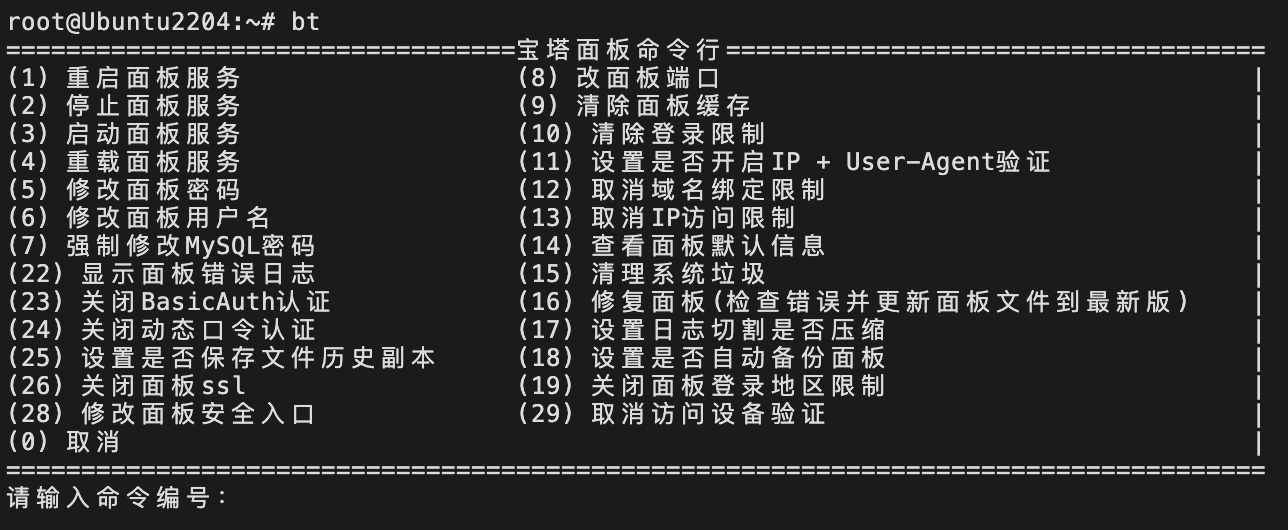 root@Ubuntu2204:~# bt
==================================宝塔面板命令行====================================
(1) 重启面板服务 (8) 改面板端口 |
(2) 停止面板服务 (9) 清除面板缓存 |
(3) 启动面板服务 (10) 清除登录限制 |
(4) 重载面板服务 (11) 设置是否开启IP + User-Agent验证 |
(5) 修改面板密码 (12) 取消域名绑定限制 |
(6) 修改面板用户名 (13) 取消IP访问限制 |
(7) 强制修改MySQL密码 (14) 查看面板默认信息 |
(22) 显示面板错误日志 (15) 清理系统垃圾 |
(23) 关闭BasicAuth认证 (16) 修复面板(检查错误并更新面板文件到最新版) |
(24) 关闭动态口令认证 (17) 设置日志切割是否压缩 |
(25) 设置是否保存文件历史副本 (18) 设置是否自动备份面板 |
(26) 关闭面板ssl (19) 关闭面板登录地区限制 |
(28) 修改面板安全入口 (29) 取消访问设备验证 |
(0) 取消 |
====================================================================================
请输入命令编号：